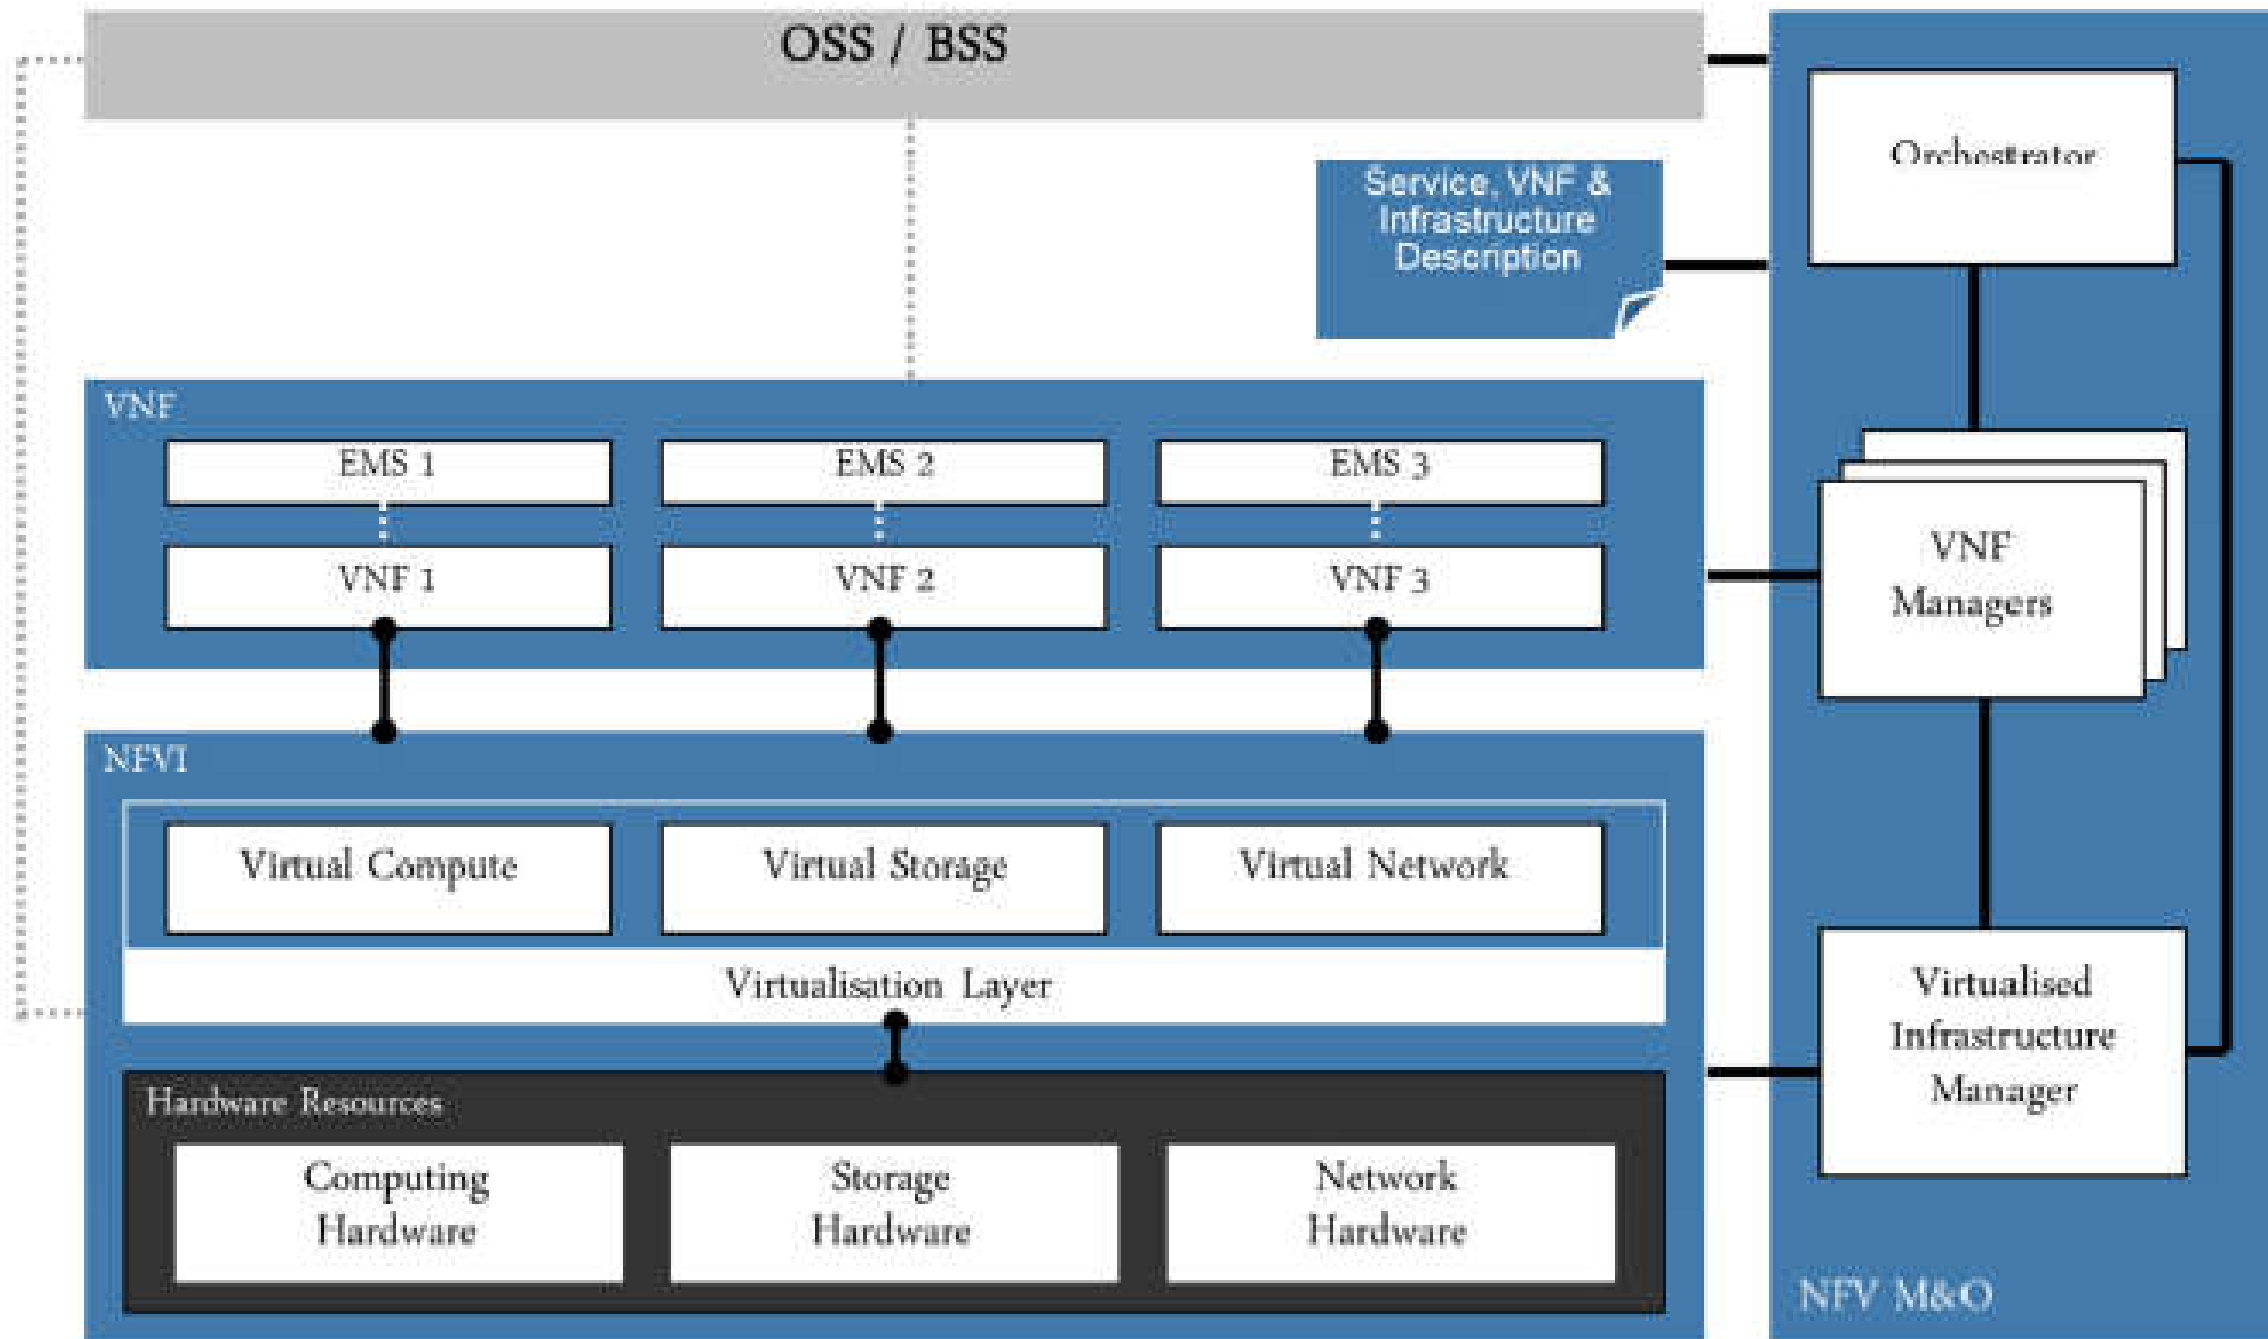 OSS / BSS
Orchestrator
Service, VNF &
Infrastructure
Description
VNF
EMS 1
EMS 2
EMS 3
VNF 1
VNF 2
VNF 3
VNF
Managers
NFVI
Virtual Compute
Virtual Storage
Virtual Network
Virtualisation Layer
Virtualised
Infrastructure
Manager
Hardware Resources
Computing
Hardware
Storage
Hardware
Network
Hardware
NFV M&O